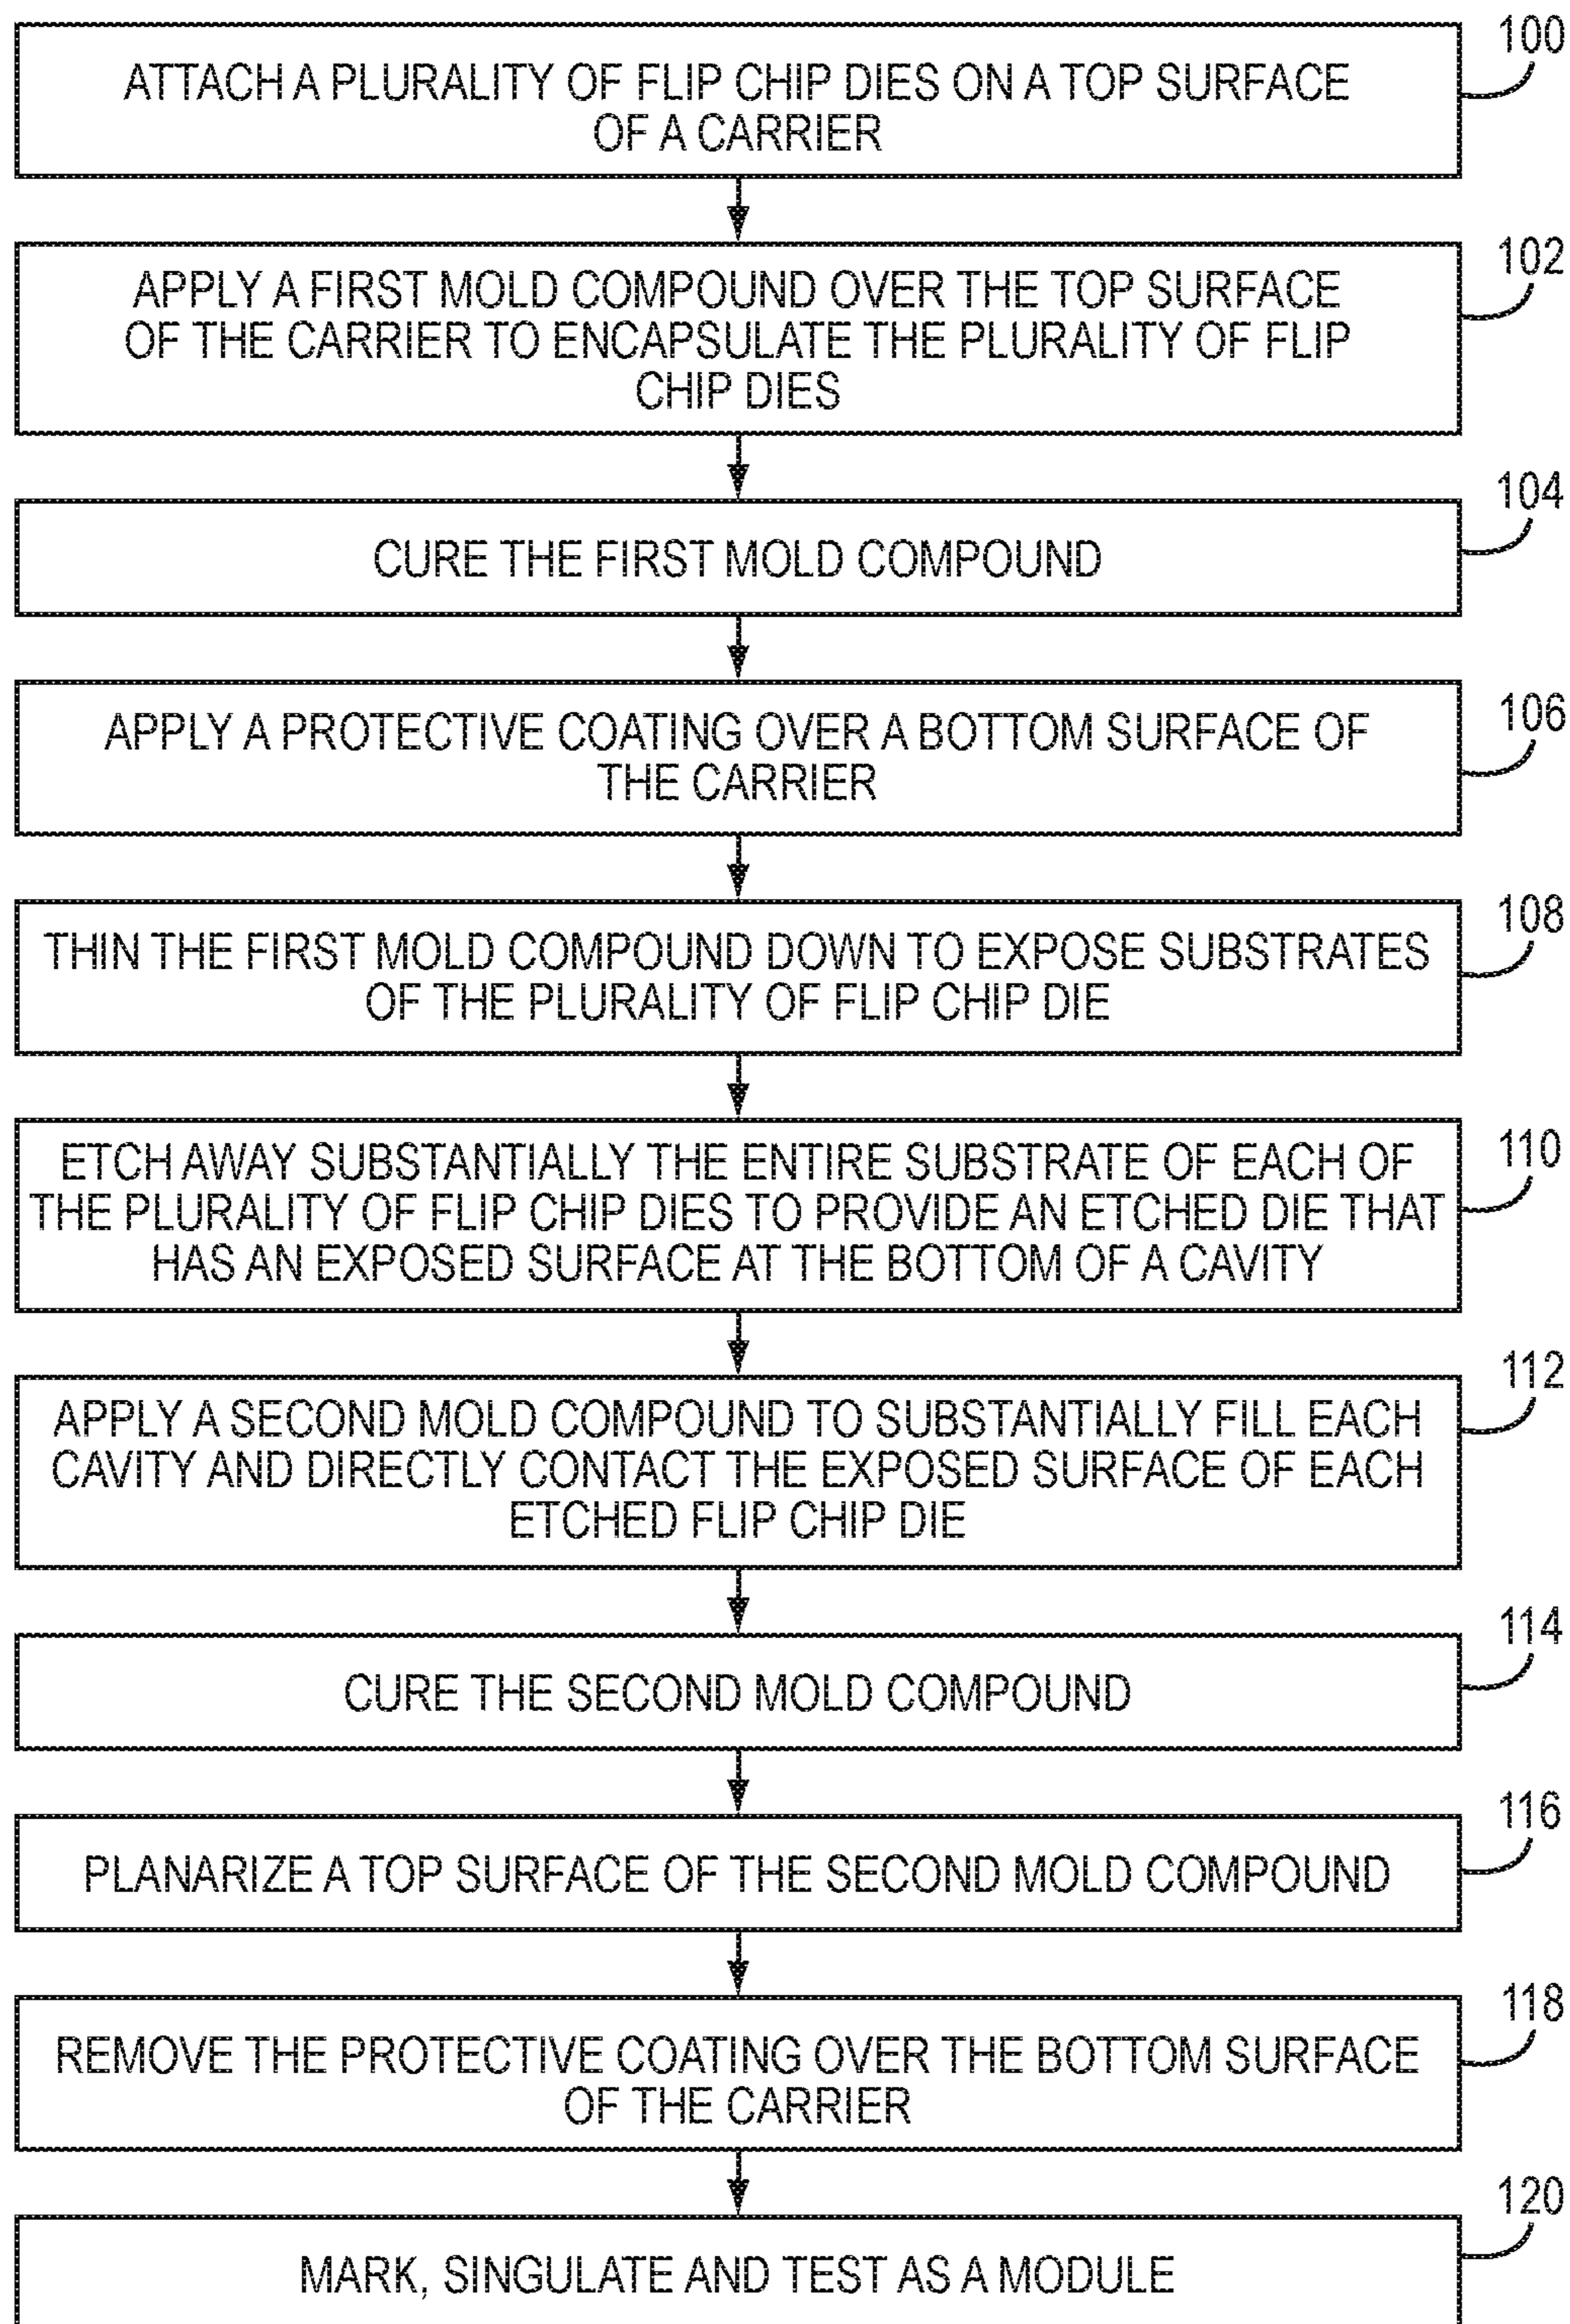 100
ATTACH A PLURALITY OF FLIP CHIP DIES ON A TOP SURFACE
OF A CARRIER
102
APPLY A FIRST MOLD COMPOUND OVER THE TOP SURFACE
OF THE CARRIER TO ENCAPSULATE THE PLURALITY OF FLIP
CHIP DIES
104
CURE THE FIRST MOLD COMPOUND
106
APPLY A PROTECTIVE COATING OVER A BOTTOM SURFACE OF
THE CARRIER
108
THIN THE FIRST MOLD COMPOUND DOWN TO EXPOSE SUBSTRATES
OF THE PLURALITY OF FLIP CHIP DIE
110
ETCH AWAY SUBSTANTIALLY THE ENTIRE SUBSTRATE OF EACH OF
THE PLURALITY OF FLIP CHIP DIES TO PROVIDE AN ETCHED DIE THAT
HAS AN EXPOSED SURFACE AT THE BOTTOM OF A CAVITY
112
APPLY A SECOND MOLD COMPOUND TO SUBSTANTIALLY FILL EACH
CAVITY AND DIRECTLY CONTACT THE EXPOSED SURFACE OF EACH
ETCHED FLIP CHIP DIE
114
CURE THE SECOND MOLD COMPOUND
116
PLANARIZE A TOP SURFACE OF THE SECOND MOLD COMPOUND
118
REMOVE THE PROTECTIVE COATING OVER THE BOTTOM SURFACE
OF THE CARRIER
120
MARK, SINGULATE AND TEST AS A MODULE